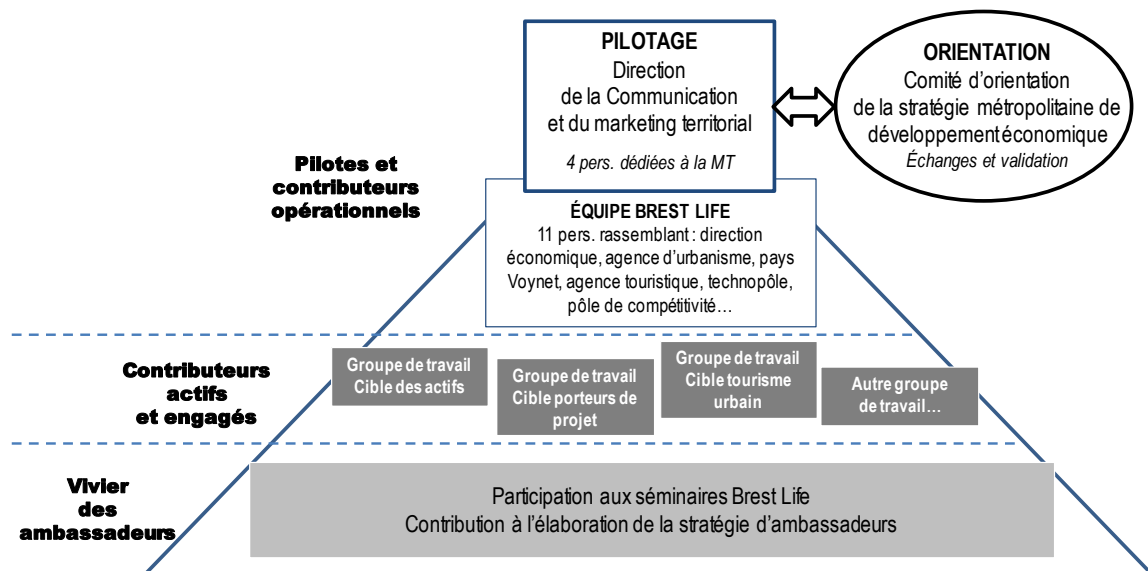 PILOTAGE
Direction
de la Communication
et du marketing territorial
4 pers. dédiées à la MT
ORIENTATION
Comité d'orientation
de la stratégie métropolitaine de
développement économique
Échanges et validation
Pilotes et
contributeurs
opérationnels
ÉQUIPE BREST LIFE
11 pers. rassemblant : direction
économique, agence d'urbanisme, pays
Voynet, agence touristique, technopôle,
pôle de compétitivité…
Contributeurs
actifs
et engagés
Groupe de travail
Cible des actifs
Groupe de travail
Cible porteurs de
projet
Groupe de travail
Cible tourisme
urbain
Autre groupe
de travail…
Vivier
des
ambassadeurs
Participation aux séminaires Brest Life
Contribution à l'élaboration de la stratégie d'ambassadeurs